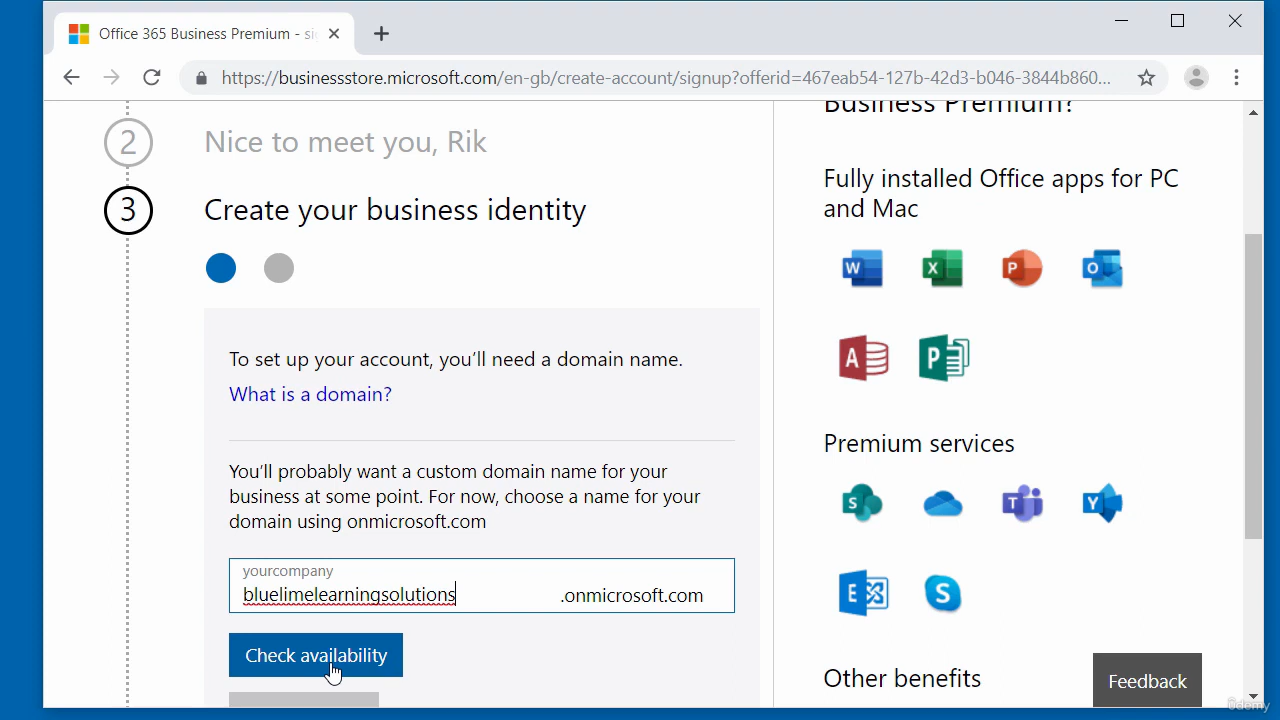 Office 365 Business Premium - si
https://businessstore.microsoft.com/en-gb/create-account/signup?offerid=467eab54-127b-42d3-b046-3844b860...
2
Nice to meet you, Rik
3
Create your business identity
To set up your account, you'll need a domain name.
What is a domain?
You'll probably want a custom domain name for your
business at some point. For now, choose a name for your
domain using onmicrosoft.com
yourcompany
bluelimelearningsolutions
.onmicrosoft.com
Check availability
Business Premium?
Fully installed Office apps for PC
and Mac
W
X
P
O
A
P
Premium services
S
T
Y
E
S
Other benefits
Feedback
Udemy